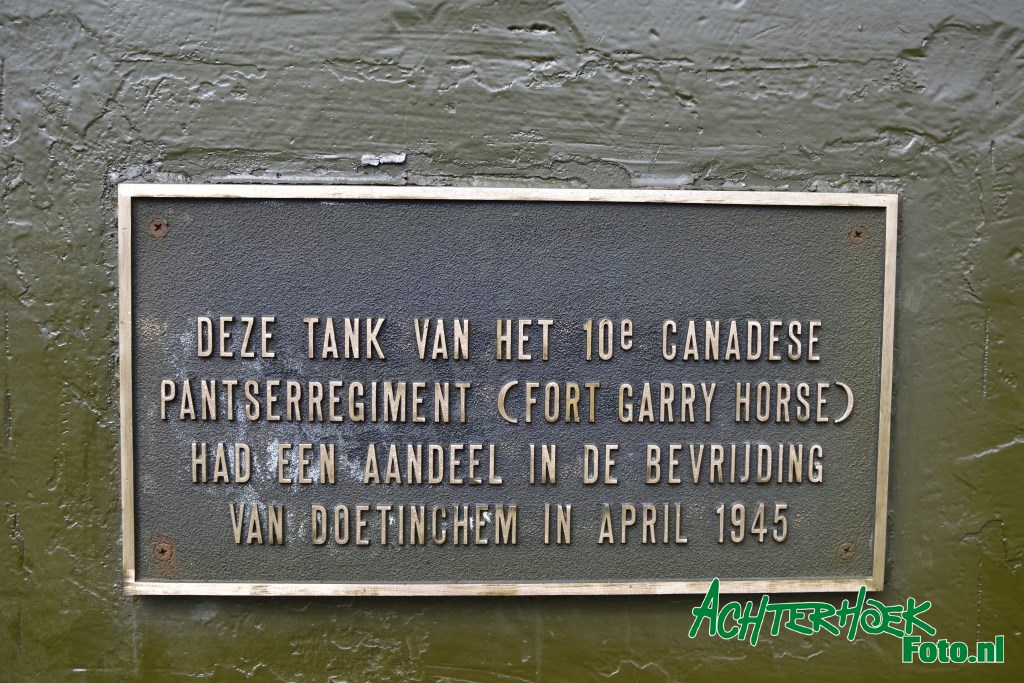 DEZE TANK VAN HET 10e CANADESE
PANTSERREGIMENT (FORT GARRY HORSE)
HAD EEN AANDEEL IN DE BEVRIJDING
VAN DOETINCHEM IN APRIL 1945
ACHTERHOEK
Foto.nl